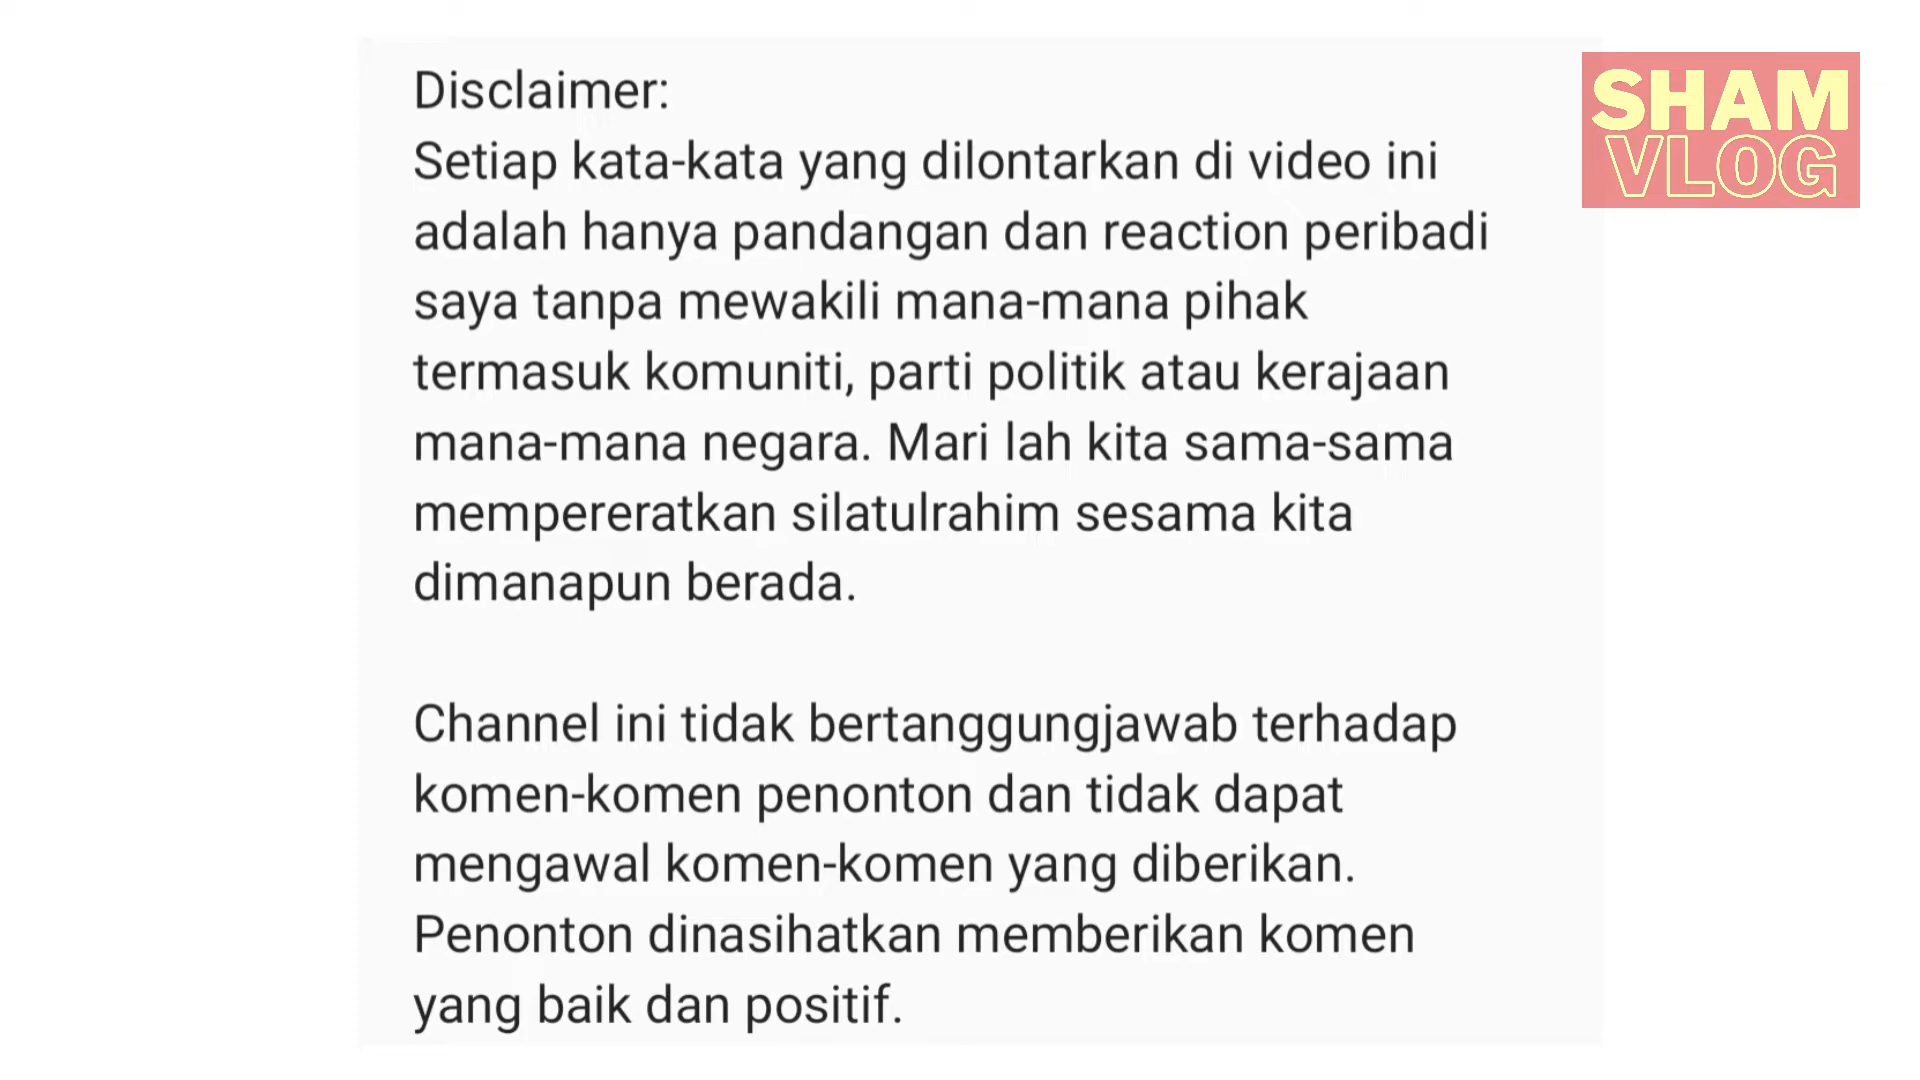 Disclaimer:
Setiap kata-kata yang dilontarkan di video ini
adalah hanya pandangan dan reaction peribadi
saya tanpa mewakili mana-mana pihak
termasuk komuniti, parti politik atau kerajaan
mana-mana negara. Mari lah kita sama-sama
mempereratkan silatulrahim sesama kita
dimanapun berada.
Channel ini tidak bertanggungjawab terhadap
komen-komen penonton dan tidak dapat
mengawal komen-komen yang diberikan.
Penonton dinasihatkan memberikan komen
yang baik dan positif.
SHAM
VLOG